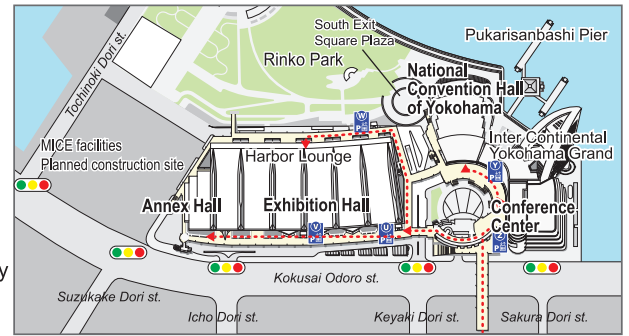 South Exit
Square Plaza
Pukarisanbashi Pier
Rinko Park
National
Convention Hall
of Yokohama
Tochinoki Dori st.
W
P
MICE facilities
Planned construction site
Harbor Lounge
Inter Continental
Yokohama Grand
Y
P
Annex Hall
Exhibition Hall
Conference
Center
V
P
U
P
Z
P
y
Kokusai Odoro st.
Suzukake Dori st.
Icho Dori st.
Keyaki Dori st.
Sakura Dori st.